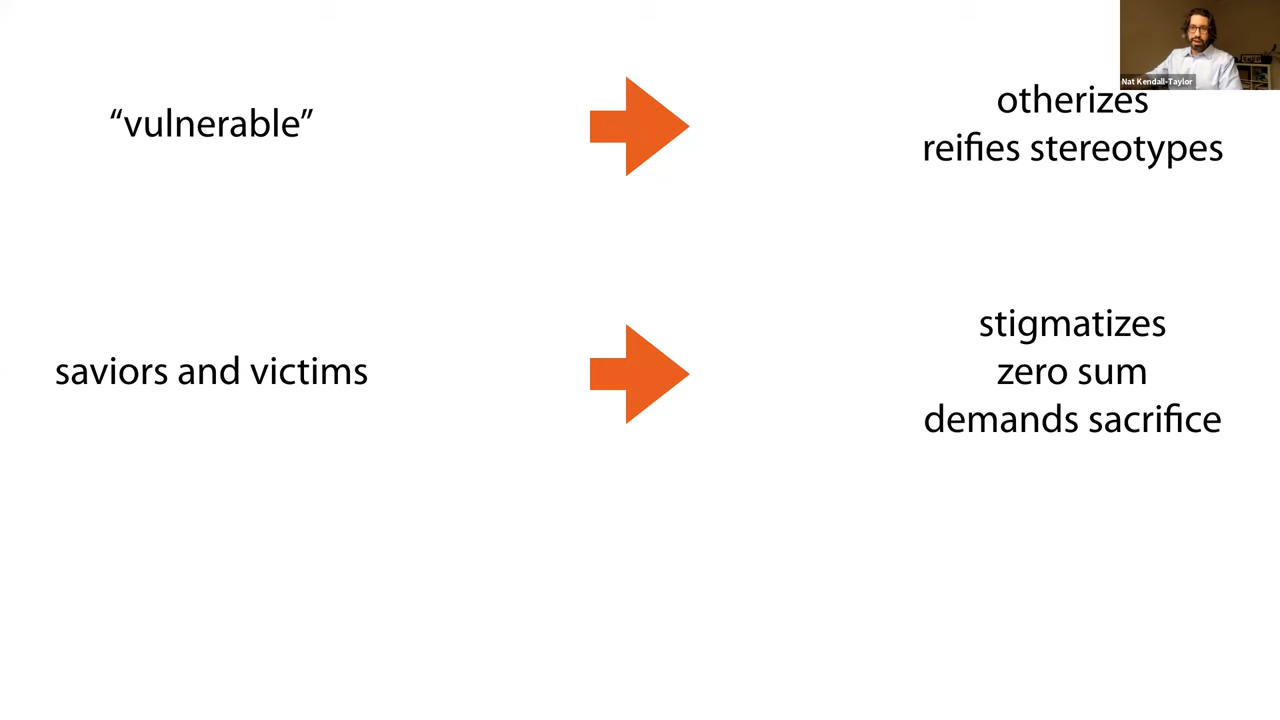 “vulnerable”
otherizes
reifies stereotypes
saviors and victims
stigmatizes
zero sum
demands sacrifice
Nat Kendall-Taylor